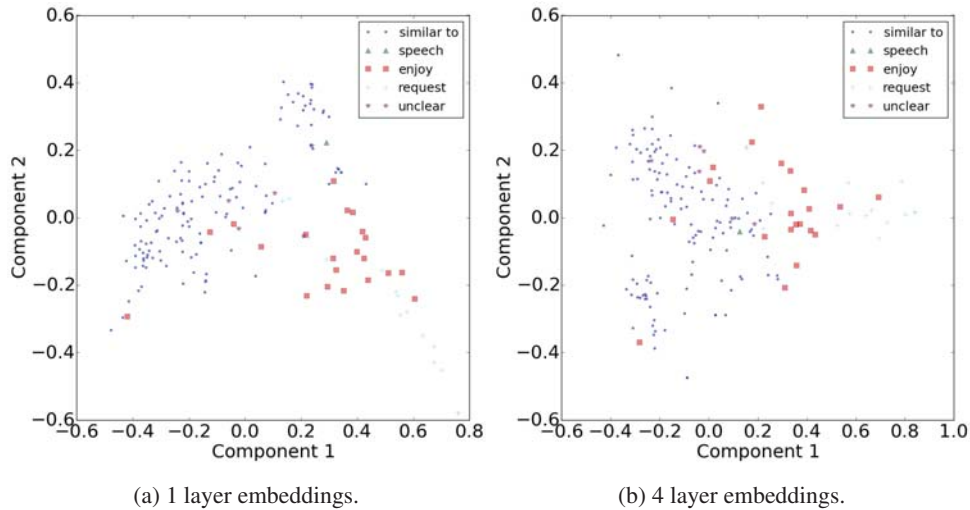 0.6
0.4
0.2
0.0
−0.2
−0.4
−0.6
Component 2
−0.6 −0.4 −0.2 0.0 0.2 0.4 0.6 0.8
Component 1
similar to
speech
enjoy
request
unclear
(a) 1 layer embeddings.
0.6
0.4
0.2
0.0
−0.2
−0.4
−0.6
Component 2
−0.6 −0.4 −0.2 0.0 0.2 0.4 0.6 0.8 1.0
Component 1
similar to
speech
enjoy
request
unclear
(b) 4 layer embeddings.